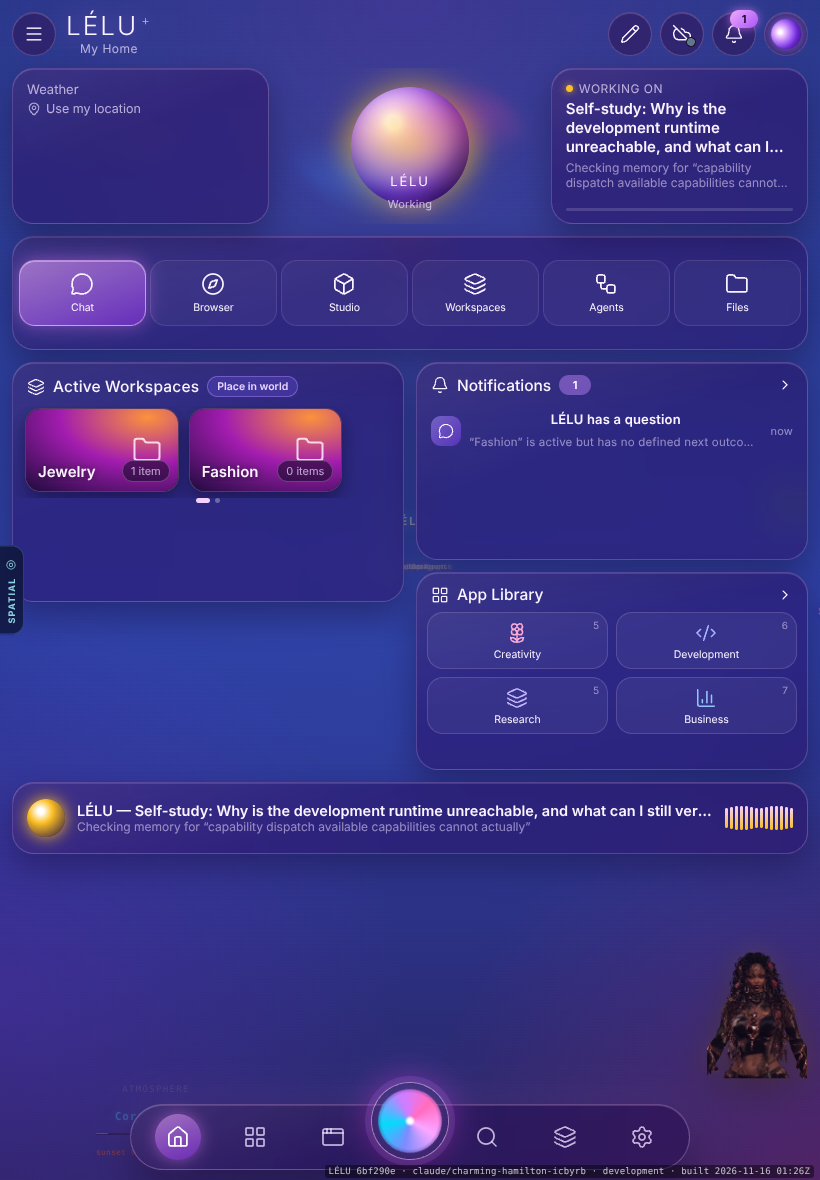 LÉLU +
My Home
1
Weather
Use my location
LÉLU
Working
WORKING ON
Self-study: Why is the
development runtime
unreachable, and what can I…
Checking memory for “capability
dispatch available capabilities cannot…
Chat
Browser
Studio
Workspaces
Agents
Files
Active Workspaces
Place in world
Jewelry
1 item
Fashion
0 items
Notifications
1
LÉLU has a question
“Fashion” is active but has no defined next outco…
now
SPATIAL
App Library
5
Creativity
6
Development
5
Research
7
Business
LÉLU — Self-study: Why is the development runtime unreachable, and what can I still ver…
Checking memory for “capability dispatch available capabilities cannot actually”
ATMOSPHERE
Cor
sunset
LÉLU 6bf290e · claude/charming-hamilton-icbyrb · development · built 2026-11-16 01:26Z